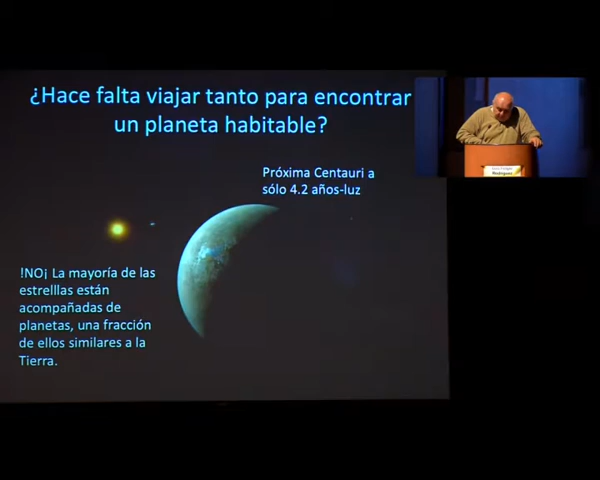 ¿Hace falta viajar tanto para encontrar
un planeta habitable?
Próxima Centauri a
sólo 4.2 años-luz
!NO¡ La mayoría de las
estrelllas están
acompañadas de
planetas, una fracción
de ellos similares a la
Tierra.
Rodríguez